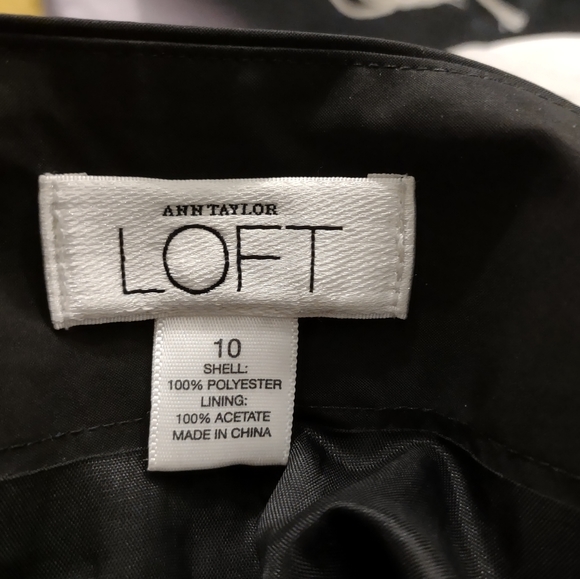 ANN TAYLOR
LOFT
10
SHELL:
100% POLYESTER
LINING:
100% ACETATE
MADE IN CHINA